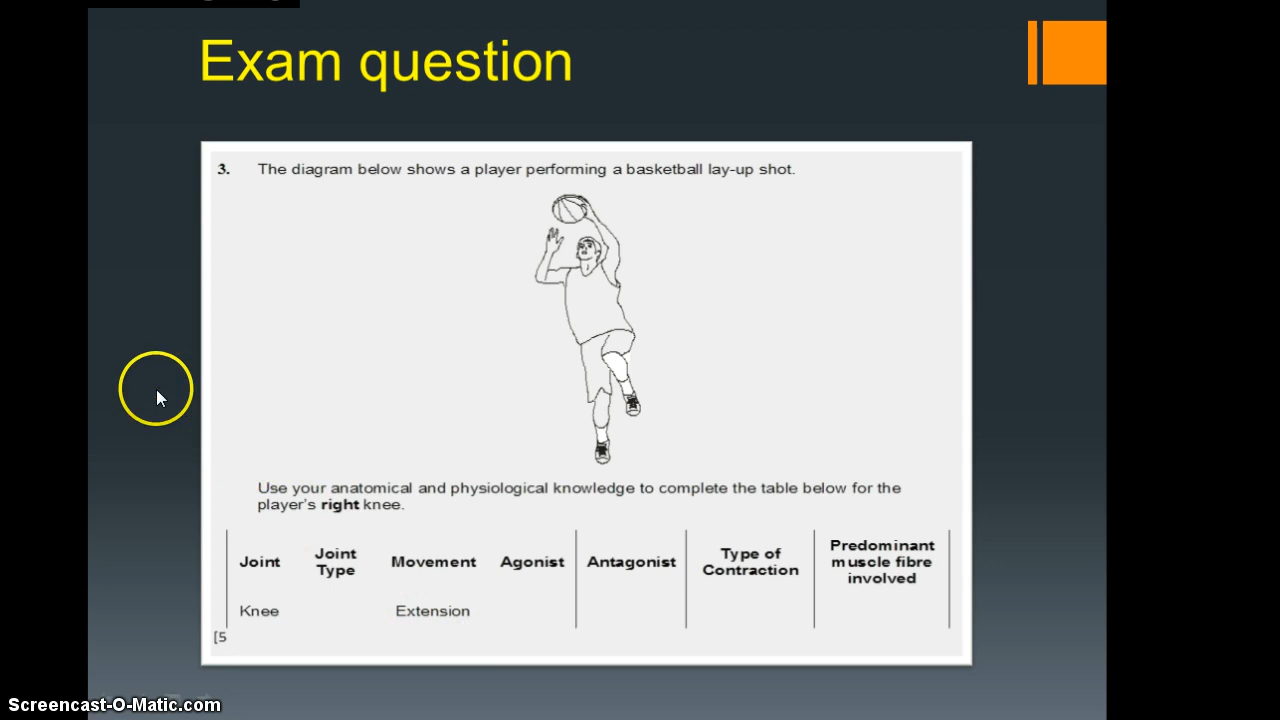 Exam question
3. The diagram below shows a player performing a basketball lay-up shot.
Use your anatomical and physiological knowledge to complete the table below for the
player's right knee.
Joint Joint Type Movement Agonist Antagonist Type of Contraction Predominant muscle fibre involved
Knee Extension
[5
Screencast-O-Matic.com